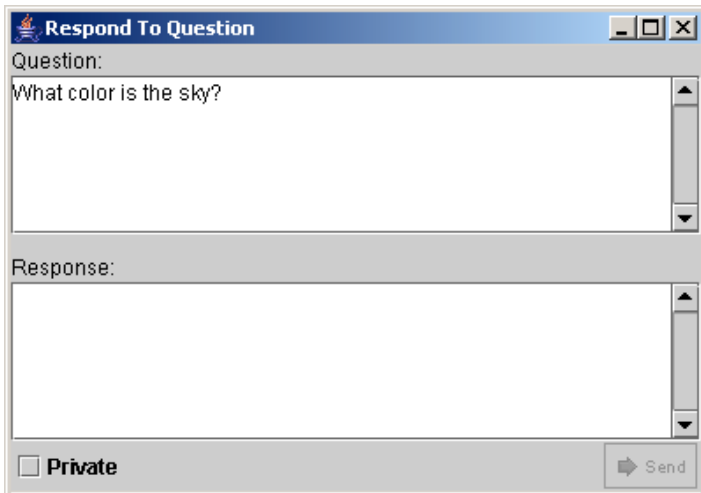 Respond To Question
Question:
What color is the sky?
Response:
Private
Send